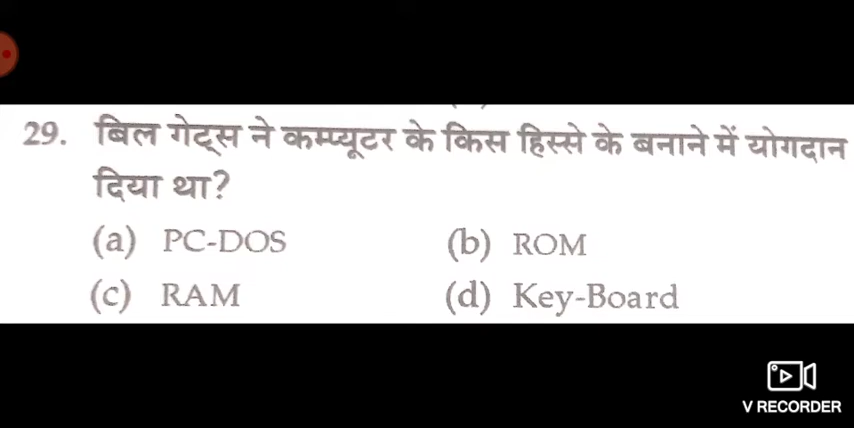 29. बिल गेट्स ने कम्प्यूटर के किस हिस्से के बनाने में योगदान
दिया था?
(a) PC-DOS (b) ROM
(c) RAM (d) Key-Board
V RECORDER